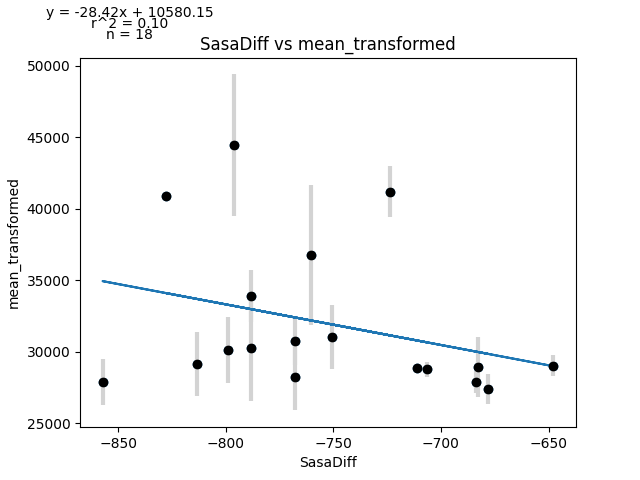 y = -28.42x + 10580.15
r^2 = 0.10
n = 18
SasaDiff vs mean_transformed
50000
45000
40000
35000
30000
25000
mean_transformed
−850
−800
−750
−700
−650
SasaDiff